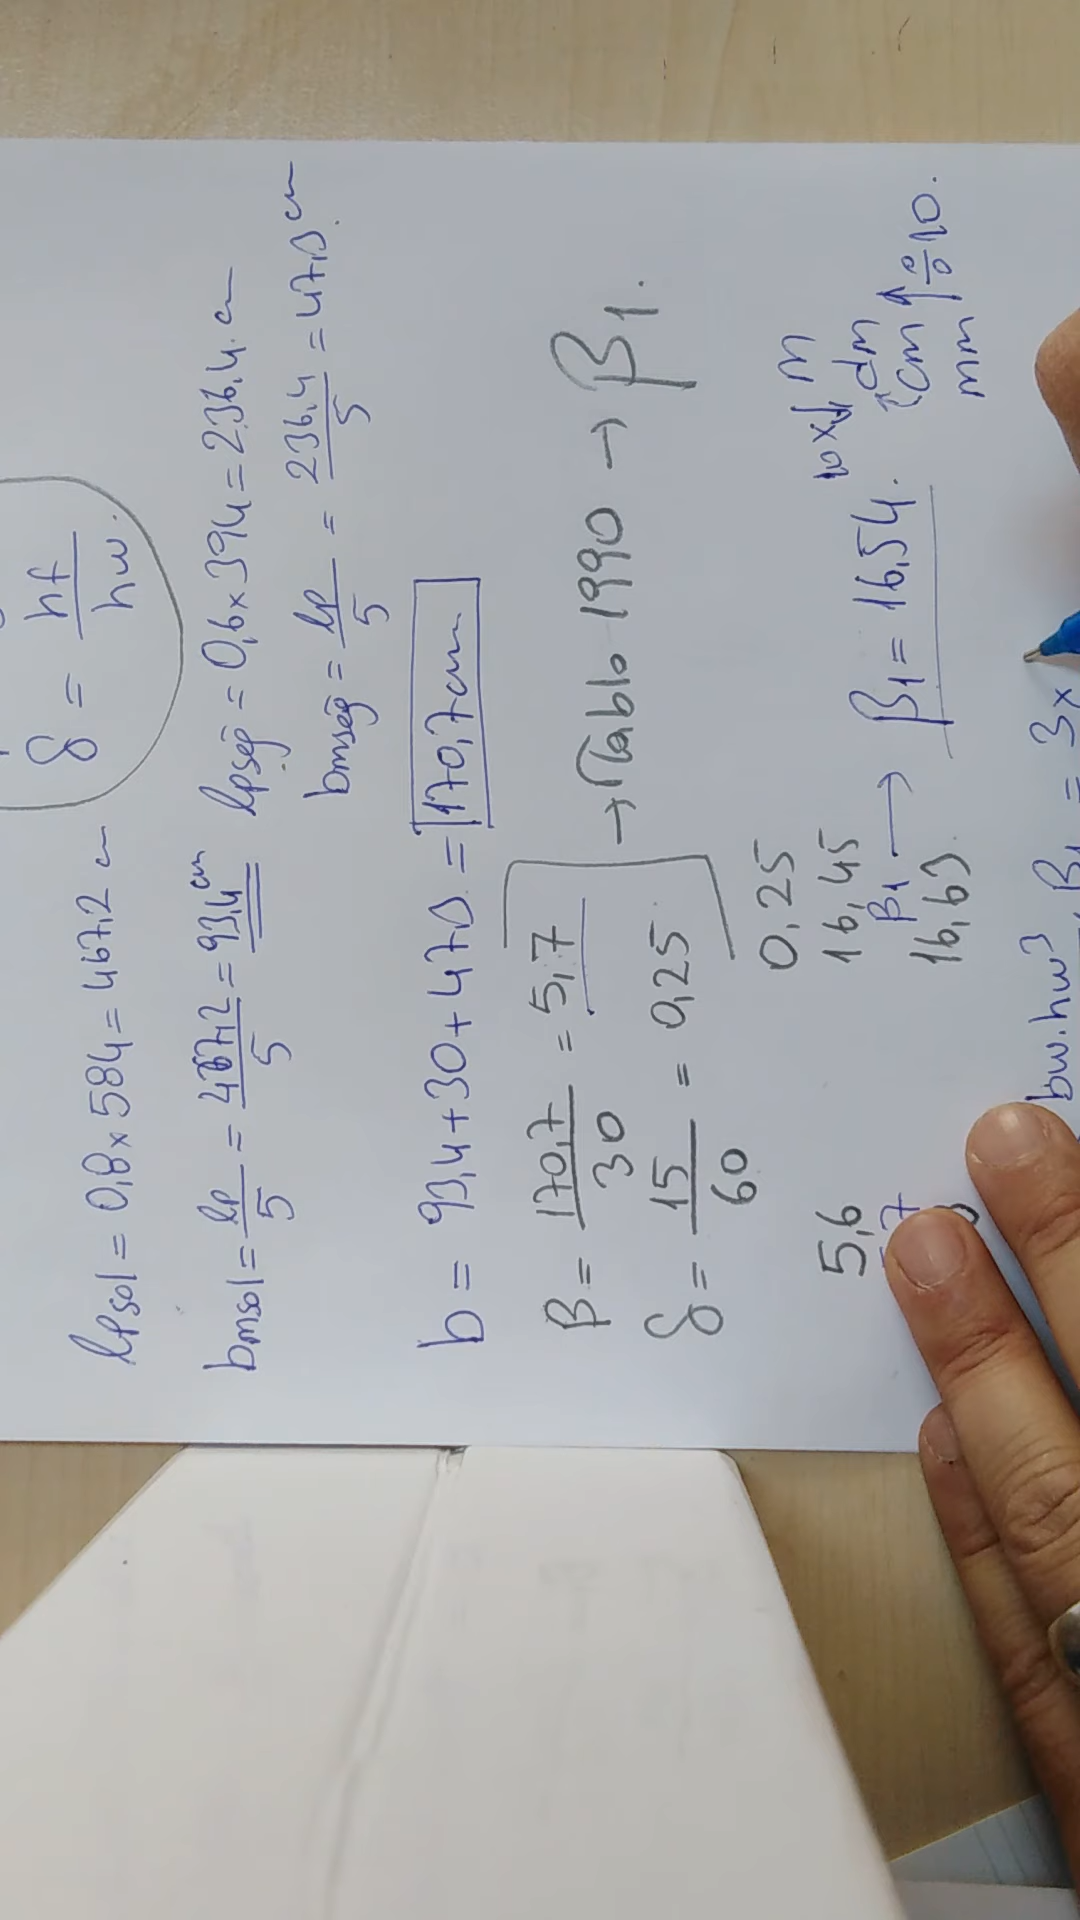 δ = hf / hw
lpsol = 0,8 x 584 = 467,2 cm
bmsol = lp / 5 = 467,2 / 5 = 93,4 cm
lpsağ = 0,6 x 394 = 236,4 cm
bmsağ = lp / 5 = 236,4 / 5 = 47,3 cm
b = 93,4 + 30 + 47,3 = 170,7 cm
β = 170,7 / 30 = 5,7
δ = 15 / 60 = 0,25
→ Tablo 1990 → β1.
0,25
5,6 16,45
7 β1 → β1 = 16,54.
16,63
10x m
dm
cm
mm ÷10.
bw.hw³
β1 = 3x